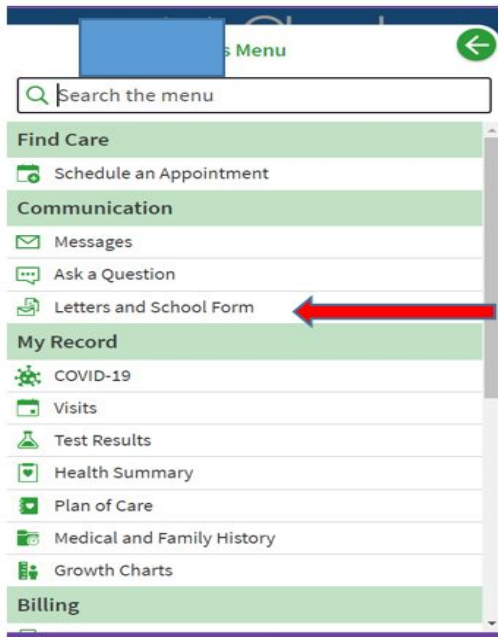 s Menu
Search the menu
Find Care
Schedule an Appointment
Communication
Messages
Ask a Question
Letters and School Form
My Record
COVID-19
Visits
Test Results
Health Summary
Plan of Care
Medical and Family History
Growth Charts
Billing